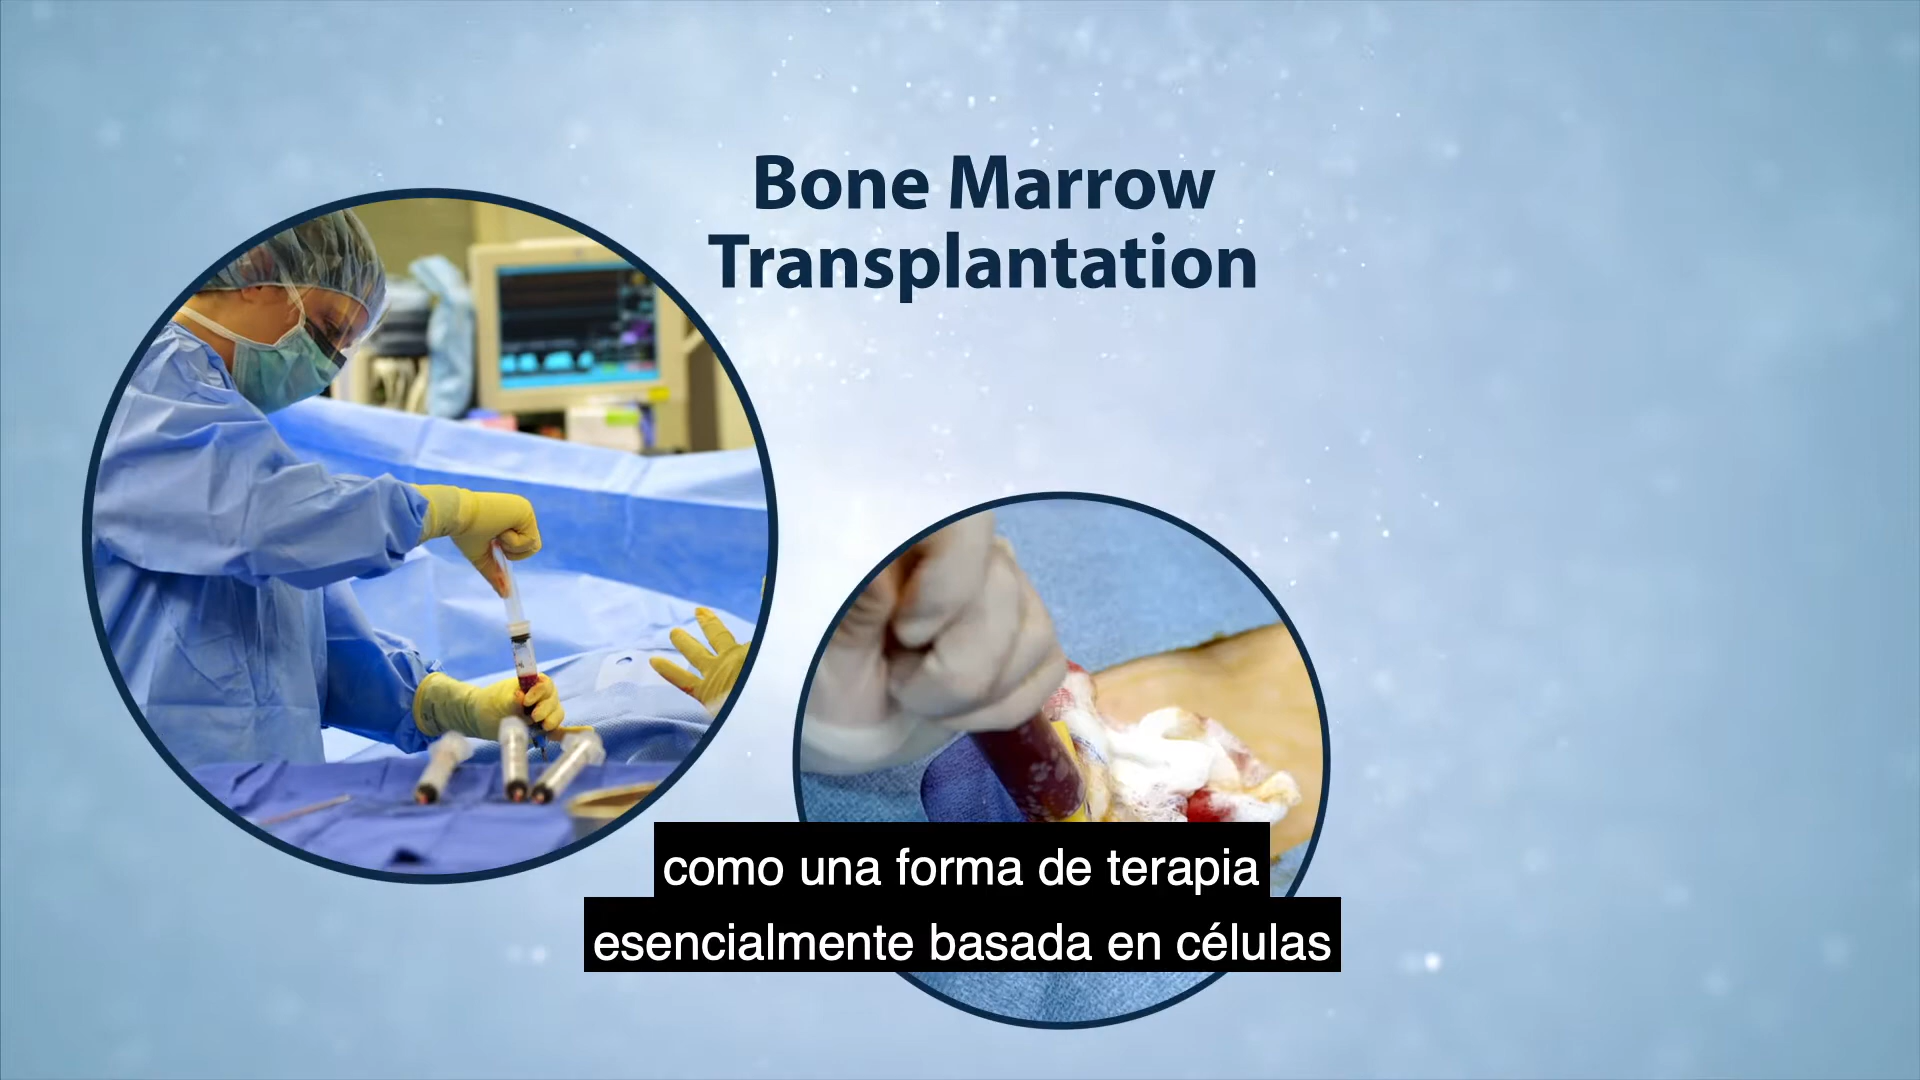 Bone Marrow
Transplantation
como una forma de terapia
esencialmente basada en células